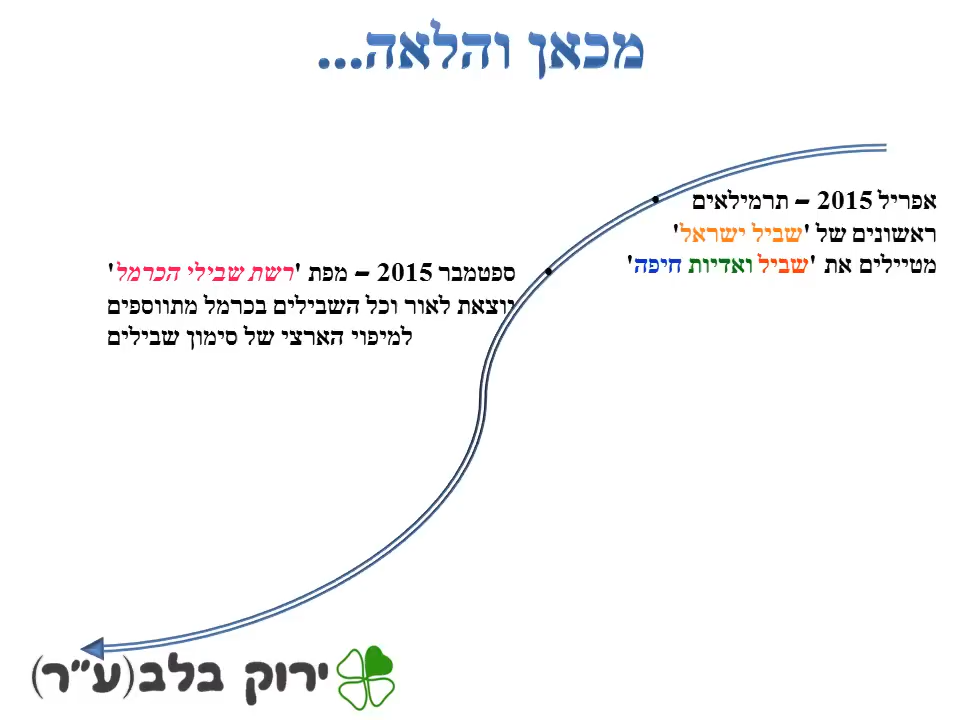 מכאן והלאה...
אפריל 2015 – תרמילאים
ראשונים של 'שביל ישראל'
מטיילים את 'שביל ואדיות חיפה'
ספטמבר 2015 – מפת 'רשת שבילי הכרמל'
יוצאת לאור וכל השבילים בכרמל מתווספים
למיפוי הארצי של סימון שבילים
ירוק בלב(ע"ר)